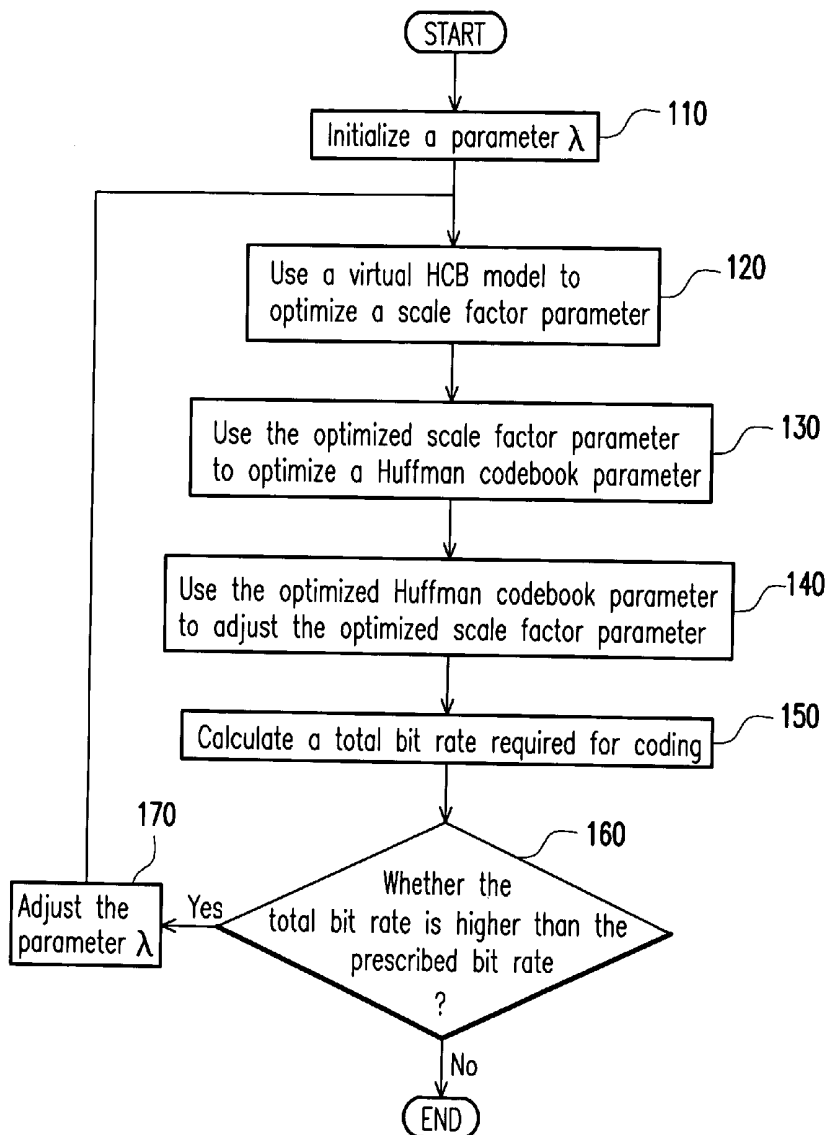 START
Initialize a parameter λ
110
Use a virtual HCB model to
optimize a scale factor parameter
120
Use the optimized scale factor parameter
to optimize a Huffman codebook parameter
130
Use the optimized Huffman codebook parameter
to adjust the optimized scale factor parameter
140
Calculate a total bit rate required for coding
150
160
Whether the
total bit rate is higher than the
prescribed bit rate
?
Yes
170
Adjust the
parameter λ
No
END